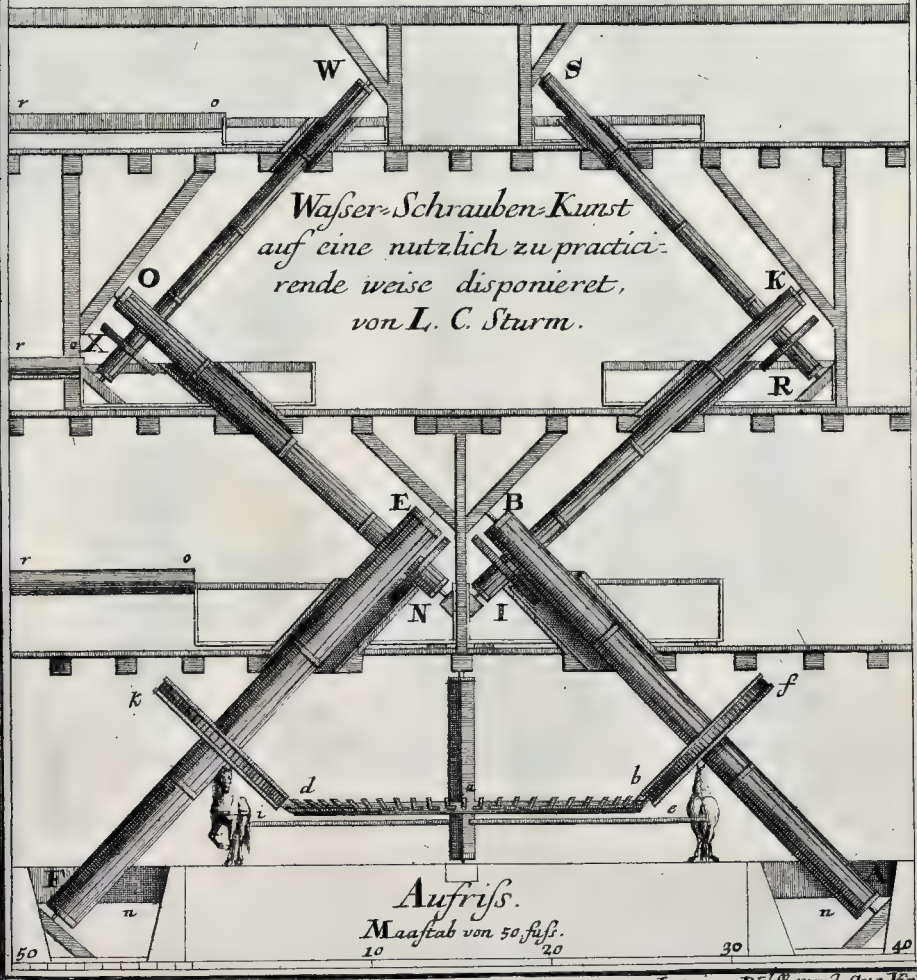 W S
r o
Waſser-Schrauben-Kunst
auf eine nutzlich zu practici-
rende weise disponieret,
von L. C. Sturm.
O K
r o X R
E B
r o
N I
k f
d a b
i e
F A
n n
Aufriſs.
Maaſtab von 50 fuſs.
50 10 20 30 40